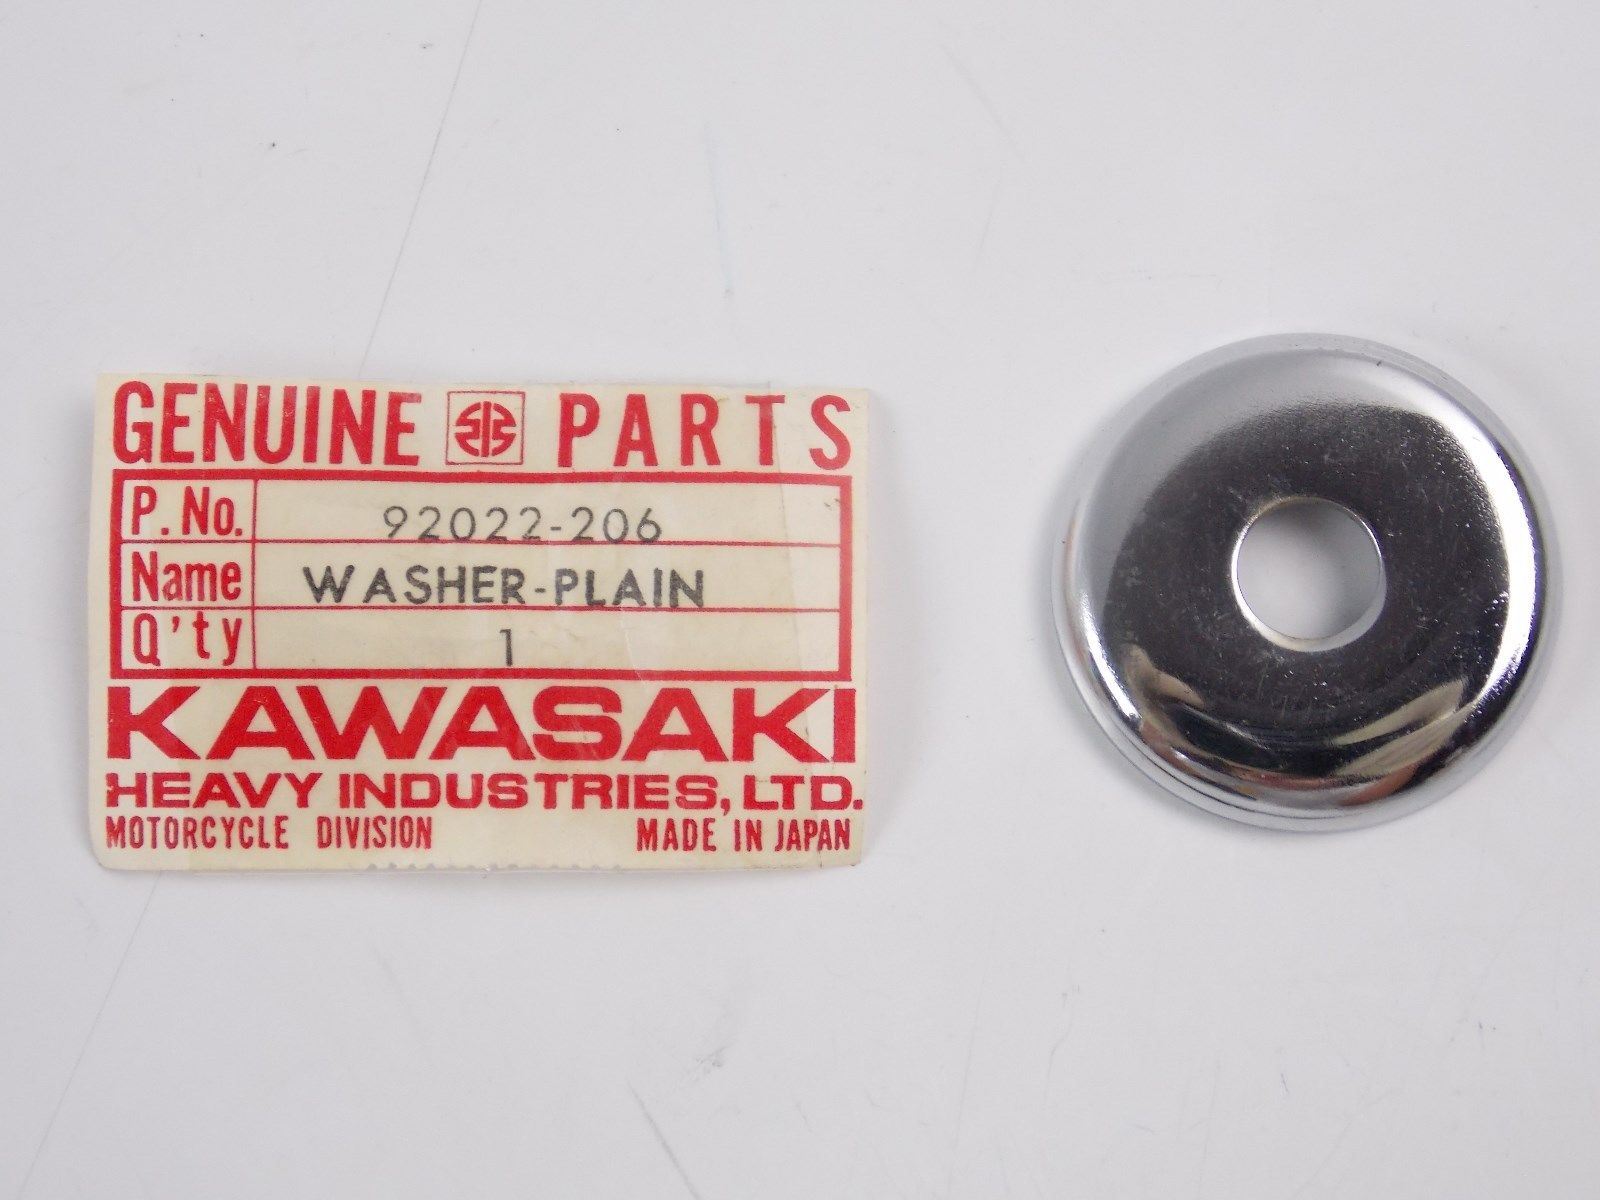 GENUINE PARTS
P. No. 92022-206
Name WASHER-PLAIN
Q'ty 1
KAWASAKI
HEAVY INDUSTRIES, LTD.
MOTORCYCLE DIVISION MADE IN JAPAN